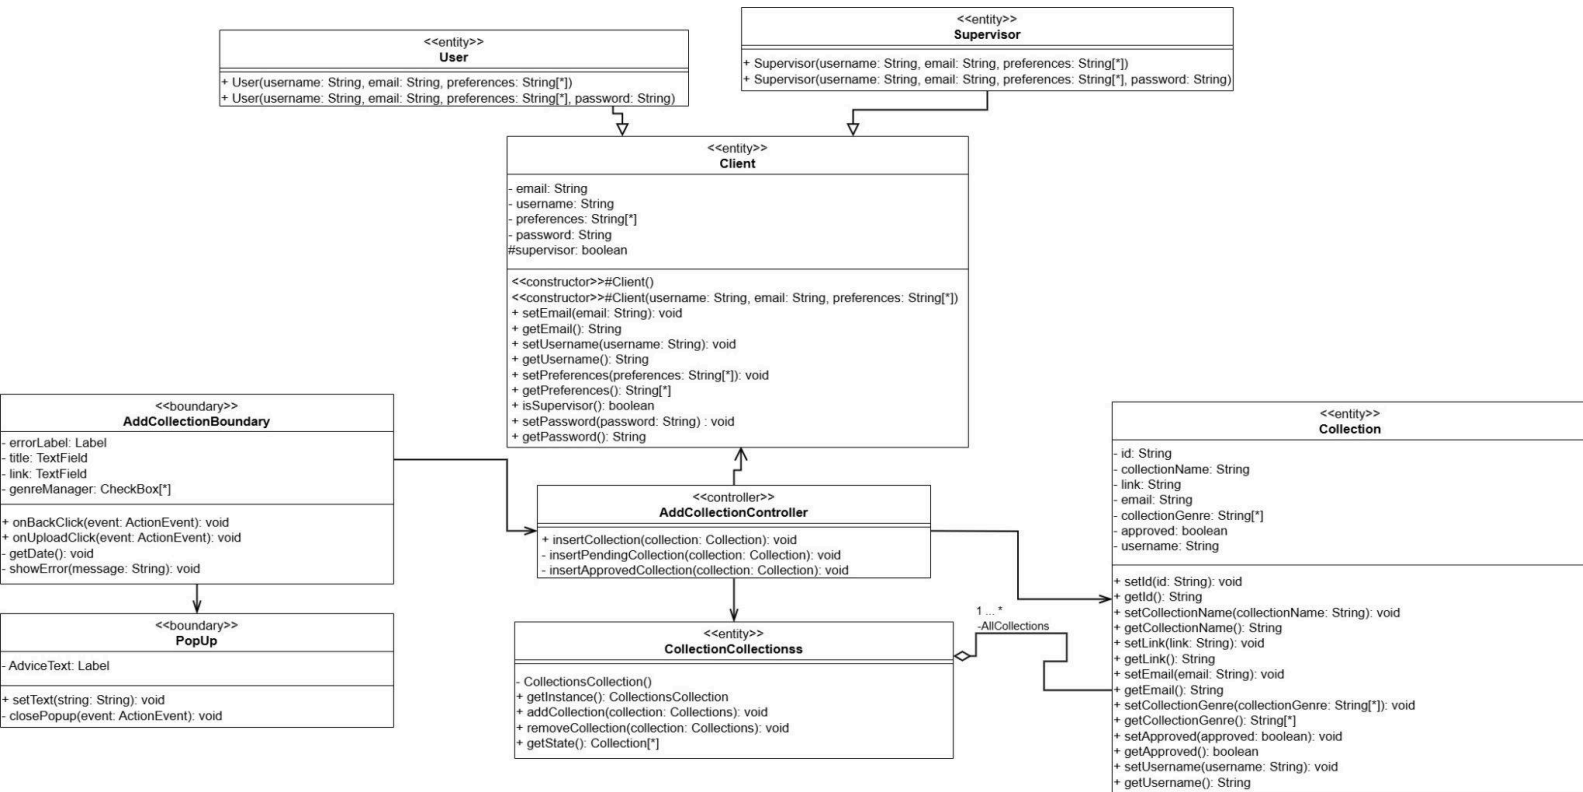 <<entity>>
User
+ User(username: String, email: String, preferences: String[*])
+ User(username: String, email: String, preferences: String[*], password: String)
<<entity>>
Supervisor
+ Supervisor(username: String, email: String, preferences: String[*])
+ Supervisor(username: String, email: String, preferences: String[*], password: String)
<<entity>>
Client
- email: String
- username: String
- preferences: String[*]
- password: String
#supervisor: boolean
<<constructor>>#Client()
<<constructor>>#Client(username: String, email: String, preferences: String[*])
+ setEmail(email: String): void
+ getEmail(): String
+ setUsername(username: String): void
+ getUsername(): String
+ setPreferences(preferences: String[*]): void
+ getPreferences(): String[*]
+ isSupervisor(): boolean
+ setPassword(password: String) : void
+ getPassword(): String
<<boundary>>
AddCollectionBoundary
- errorLabel: Label
- title: TextField
- link: TextField
- genreManager: CheckBox[*]
+ onBackClick(event: ActionEvent): void
+ onUploadClick(event: ActionEvent): void
- getDate(): void
- showError(message: String): void
<<boundary>>
PopUp
- AdviceText: Label
+ setText(string: String): void
- closePopup(event: ActionEvent): void
<<controller>>
AddCollectionController
+ insertCollection(collection: Collection): void
- insertPendingCollection(collection: Collection): void
- insertApprovedCollection(collection: Collection): void
<<entity>>
CollectionCollectionss
- CollectionsCollection()
+ getInstance(): CollectionsCollection
+ addCollection(collection: Collections): void
+ removeCollection(collection: Collections): void
+ getState(): Collection[*]
1 ... *
-AllCollections
<<entity>>
Collection
- id: String
- collectionName: String
- link: String
- email: String
- collectionGenre: String[*]
- approved: boolean
- username: String
+ setId(id: String): void
+ getId(): String
+ setCollectionName(collectionName: String): void
+ getCollectionName(): String
+ setLink(link: String): void
+ getLink(): String
+ setEmail(email: String): void
+ getEmail(): String
+ setCollectionGenre(collectionGenre: String[*]): void
+ getCollectionGenre(): String[*]
+ setApproved(approved: boolean): void
+ getApproved(): boolean
+ setUsername(username: String): void
+ getUsername(): String